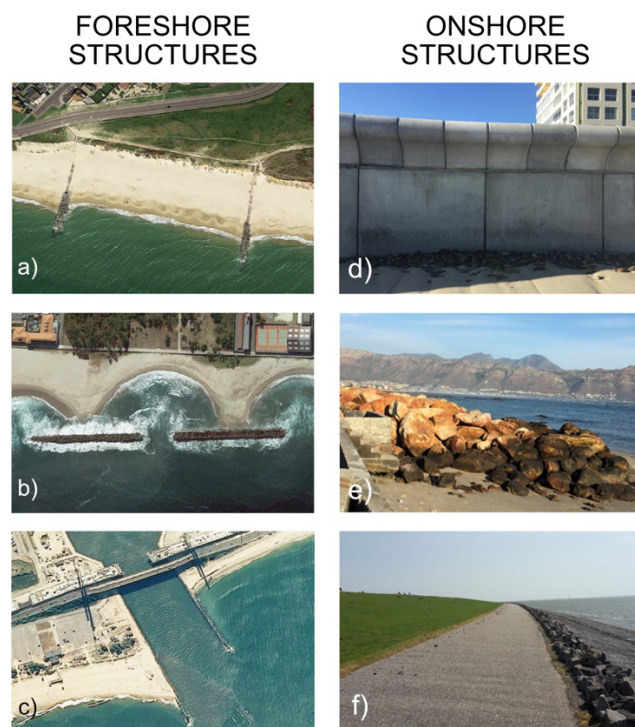 FORESHORE
STRUCTURES
ONSHORE
STRUCTURES
a)
d)
b)
e)
c)
f)